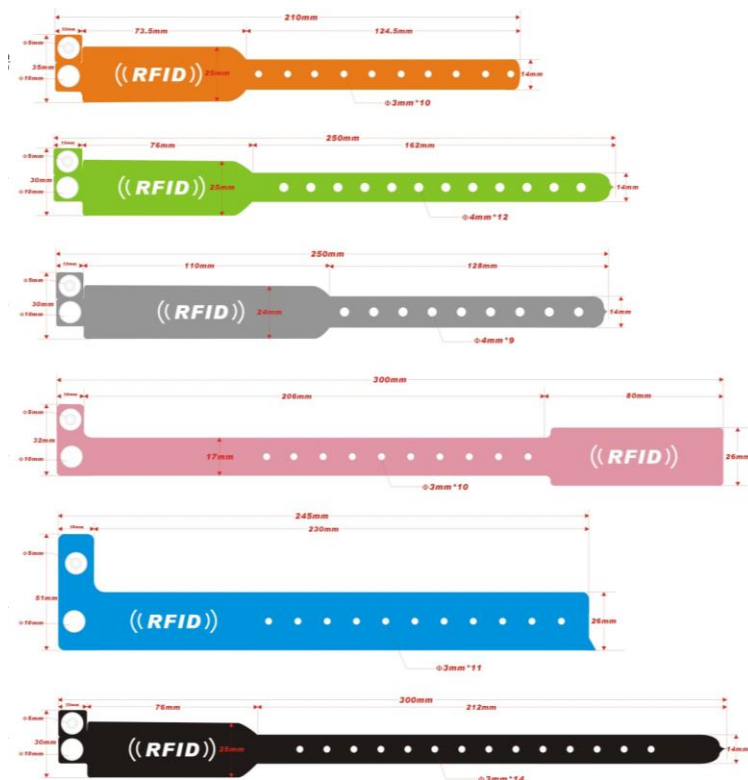 210mm
73.5mm
124.5mm
Φ5mm
35mm
Φ10mm
((RFID))
25mm
14mm
Φ3mm*10
250mm
76mm
162mm
Φ5mm
30mm
Φ10mm
((RFID))
25mm
14mm
Φ4mm*12
250mm
110mm
128mm
Φ5mm
30mm
Φ10mm
((RFID))
24mm
14mm
Φ4mm*9
300mm
206mm
80mm
Φ5mm
32mm
Φ10mm
17mm
((RFID))
26mm
Φ3mm*10
245mm
230mm
Φ5mm
51mm
Φ10mm
((RFID))
26mm
Φ3mm*11
300mm
76mm
212mm
Φ5mm
30mm
Φ10mm
((RFID))
25mm
14mm
Φ3mm*14